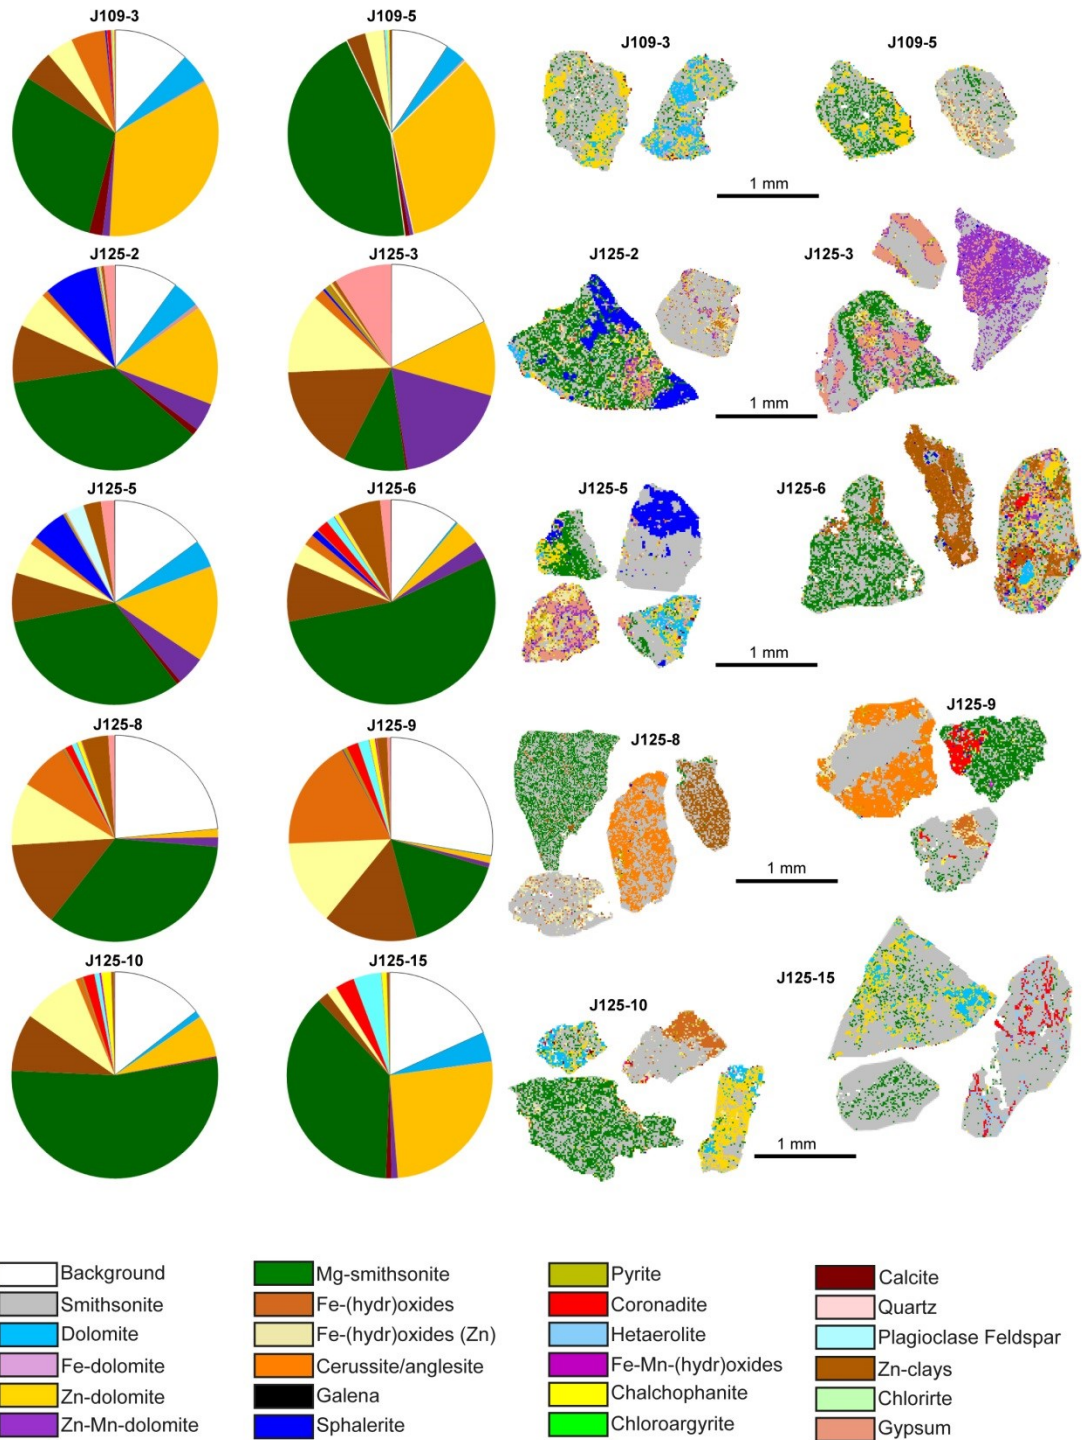 J109-3
J109-5
J109-3
J109-5
1 mm
J125-2
J125-3
J125-2
J125-3
1 mm
J125-5
J125-6
J125-5
J125-6
1 mm
J125-8
J125-9
J125-8
J125-9
1 mm
J125-10
J125-15
J125-10
J125-15
1 mm
Background
Smithsonite
Dolomite
Fe-dolomite
Zn-dolomite
Zn-Mn-dolomite
Mg-smithsonite
Fe-(hydr)oxides
Fe-(hydr)oxides (Zn)
Cerussite/anglesite
Galena
Sphalerite
Pyrite
Coronadite
Hetaerolite
Fe-Mn-(hydr)oxides
Chalchophanite
Chloroargyrite
Calcite
Quartz
Plagioclase Feldspar
Zn-clays
Chlorirte
Gypsum